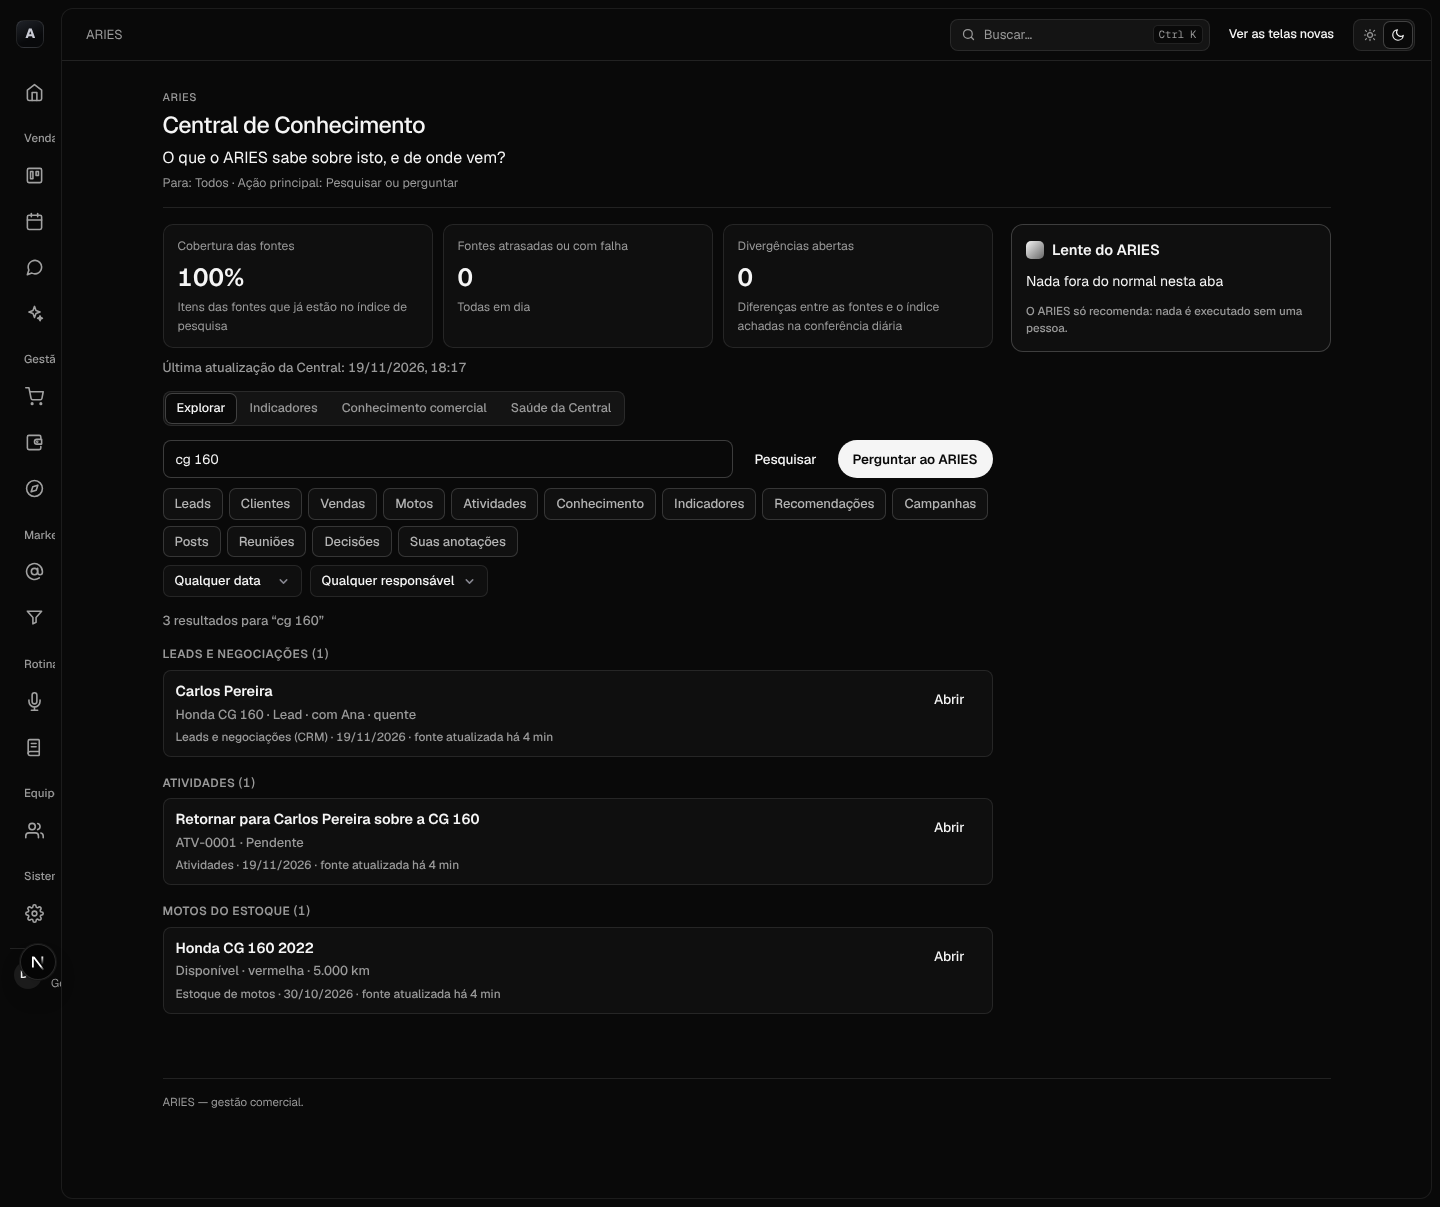 A
ARIES
Buscar...
Ctrl K
Ver as telas novas
Venda
Gestã
Marke
Rotina
Equip
Sister
N
Ge
ARIES
Central de Conhecimento
O que o ARIES sabe sobre isto, e de onde vem?
Para: Todos · Ação principal: Pesquisar ou perguntar
Cobertura das fontes
100%
Itens das fontes que já estão no índice de
pesquisa
Fontes atrasadas ou com falha
0
Todas em dia
Divergências abertas
0
Diferenças entre as fontes e o índice
achadas na conferência diária
Lente do ARIES
Nada fora do normal nesta aba
O ARIES só recomenda: nada é executado sem uma
pessoa.
Última atualização da Central: 19/11/2026, 18:17
Explorar
Indicadores
Conhecimento comercial
Saúde da Central
cg 160
Pesquisar
Perguntar ao ARIES
Leads
Clientes
Vendas
Motos
Atividades
Conhecimento
Indicadores
Recomendações
Campanhas
Posts
Reuniões
Decisões
Suas anotações
Qualquer data
Qualquer responsável
3 resultados para “cg 160”
LEADS E NEGOCIAÇÕES (1)
Carlos Pereira
Honda CG 160 · Lead · com Ana · quente
Leads e negociações (CRM) · 19/11/2026 · fonte atualizada há 4 min
Abrir
ATIVIDADES (1)
Retornar para Carlos Pereira sobre a CG 160
ATV-0001 · Pendente
Atividades · 19/11/2026 · fonte atualizada há 4 min
Abrir
MOTOS DO ESTOQUE (1)
Honda CG 160 2022
Disponível · vermelha · 5.000 km
Estoque de motos · 30/10/2026 · fonte atualizada há 4 min
Abrir
ARIES — gestão comercial.